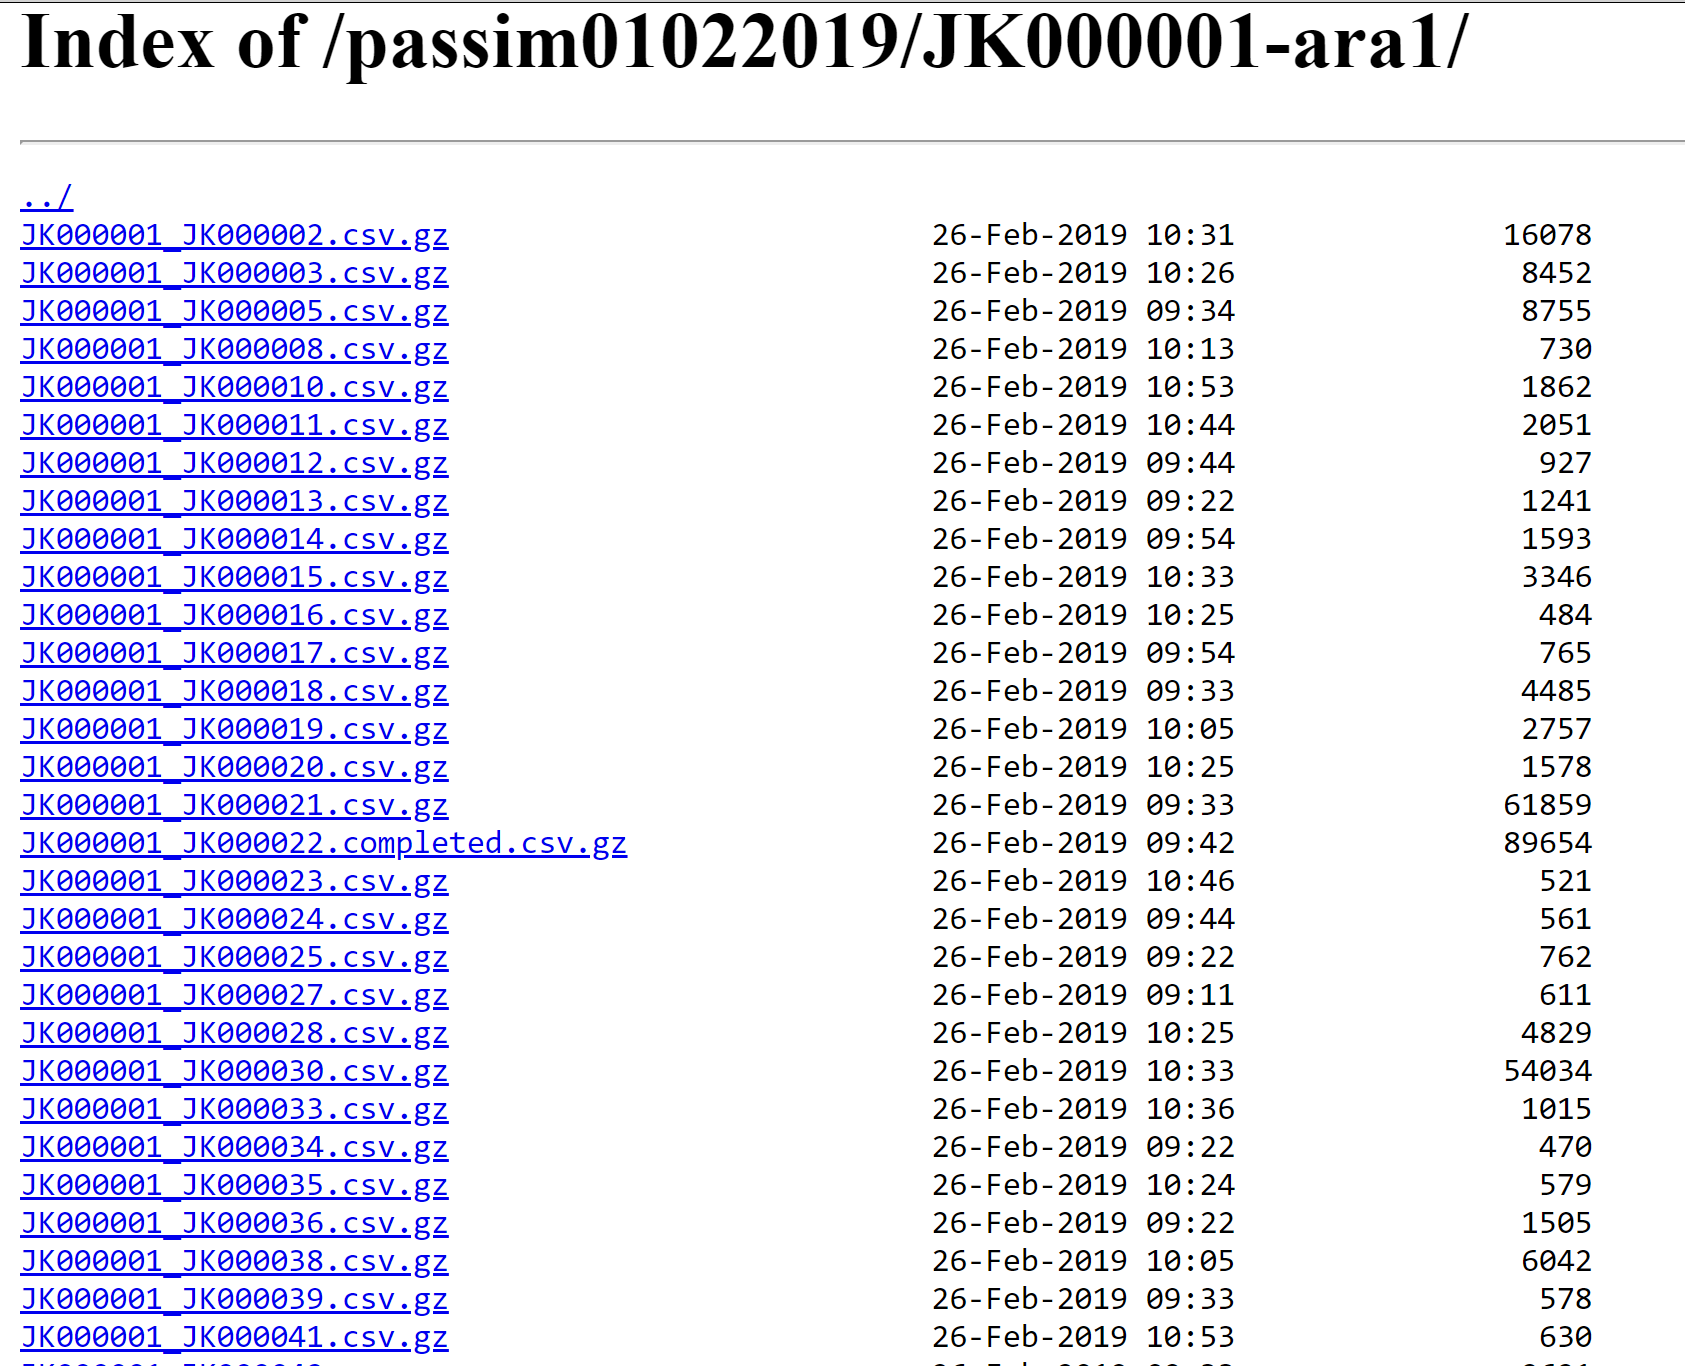 Index of /passim01022019/JK000001-ara1/
../
JK000001_JK000002.csv.gz 26-Feb-2019 10:31 16078
JK000001_JK000003.csv.gz 26-Feb-2019 10:26 8452
JK000001_JK000005.csv.gz 26-Feb-2019 09:34 8755
JK000001_JK000008.csv.gz 26-Feb-2019 10:13 730
JK000001_JK000010.csv.gz 26-Feb-2019 10:53 1862
JK000001_JK000011.csv.gz 26-Feb-2019 10:44 2051
JK000001_JK000012.csv.gz 26-Feb-2019 09:44 927
JK000001_JK000013.csv.gz 26-Feb-2019 09:22 1241
JK000001_JK000014.csv.gz 26-Feb-2019 09:54 1593
JK000001_JK000015.csv.gz 26-Feb-2019 10:33 3346
JK000001_JK000016.csv.gz 26-Feb-2019 10:25 484
JK000001_JK000017.csv.gz 26-Feb-2019 09:54 765
JK000001_JK000018.csv.gz 26-Feb-2019 09:33 4485
JK000001_JK000019.csv.gz 26-Feb-2019 10:05 2757
JK000001_JK000020.csv.gz 26-Feb-2019 10:25 1578
JK000001_JK000021.csv.gz 26-Feb-2019 09:33 61859
JK000001_JK000022.completed.csv.gz 26-Feb-2019 09:42 89654
JK000001_JK000023.csv.gz 26-Feb-2019 10:46 521
JK000001_JK000024.csv.gz 26-Feb-2019 09:44 561
JK000001_JK000025.csv.gz 26-Feb-2019 09:22 762
JK000001_JK000027.csv.gz 26-Feb-2019 09:11 611
JK000001_JK000028.csv.gz 26-Feb-2019 10:25 4829
JK000001_JK000030.csv.gz 26-Feb-2019 10:33 54034
JK000001_JK000033.csv.gz 26-Feb-2019 10:36 1015
JK000001_JK000034.csv.gz 26-Feb-2019 09:22 470
JK000001_JK000035.csv.gz 26-Feb-2019 10:24 579
JK000001_JK000036.csv.gz 26-Feb-2019 09:22 1505
JK000001_JK000038.csv.gz 26-Feb-2019 10:05 6042
JK000001_JK000039.csv.gz 26-Feb-2019 09:33 578
JK000001_JK000041.csv.gz 26-Feb-2019 10:53 630